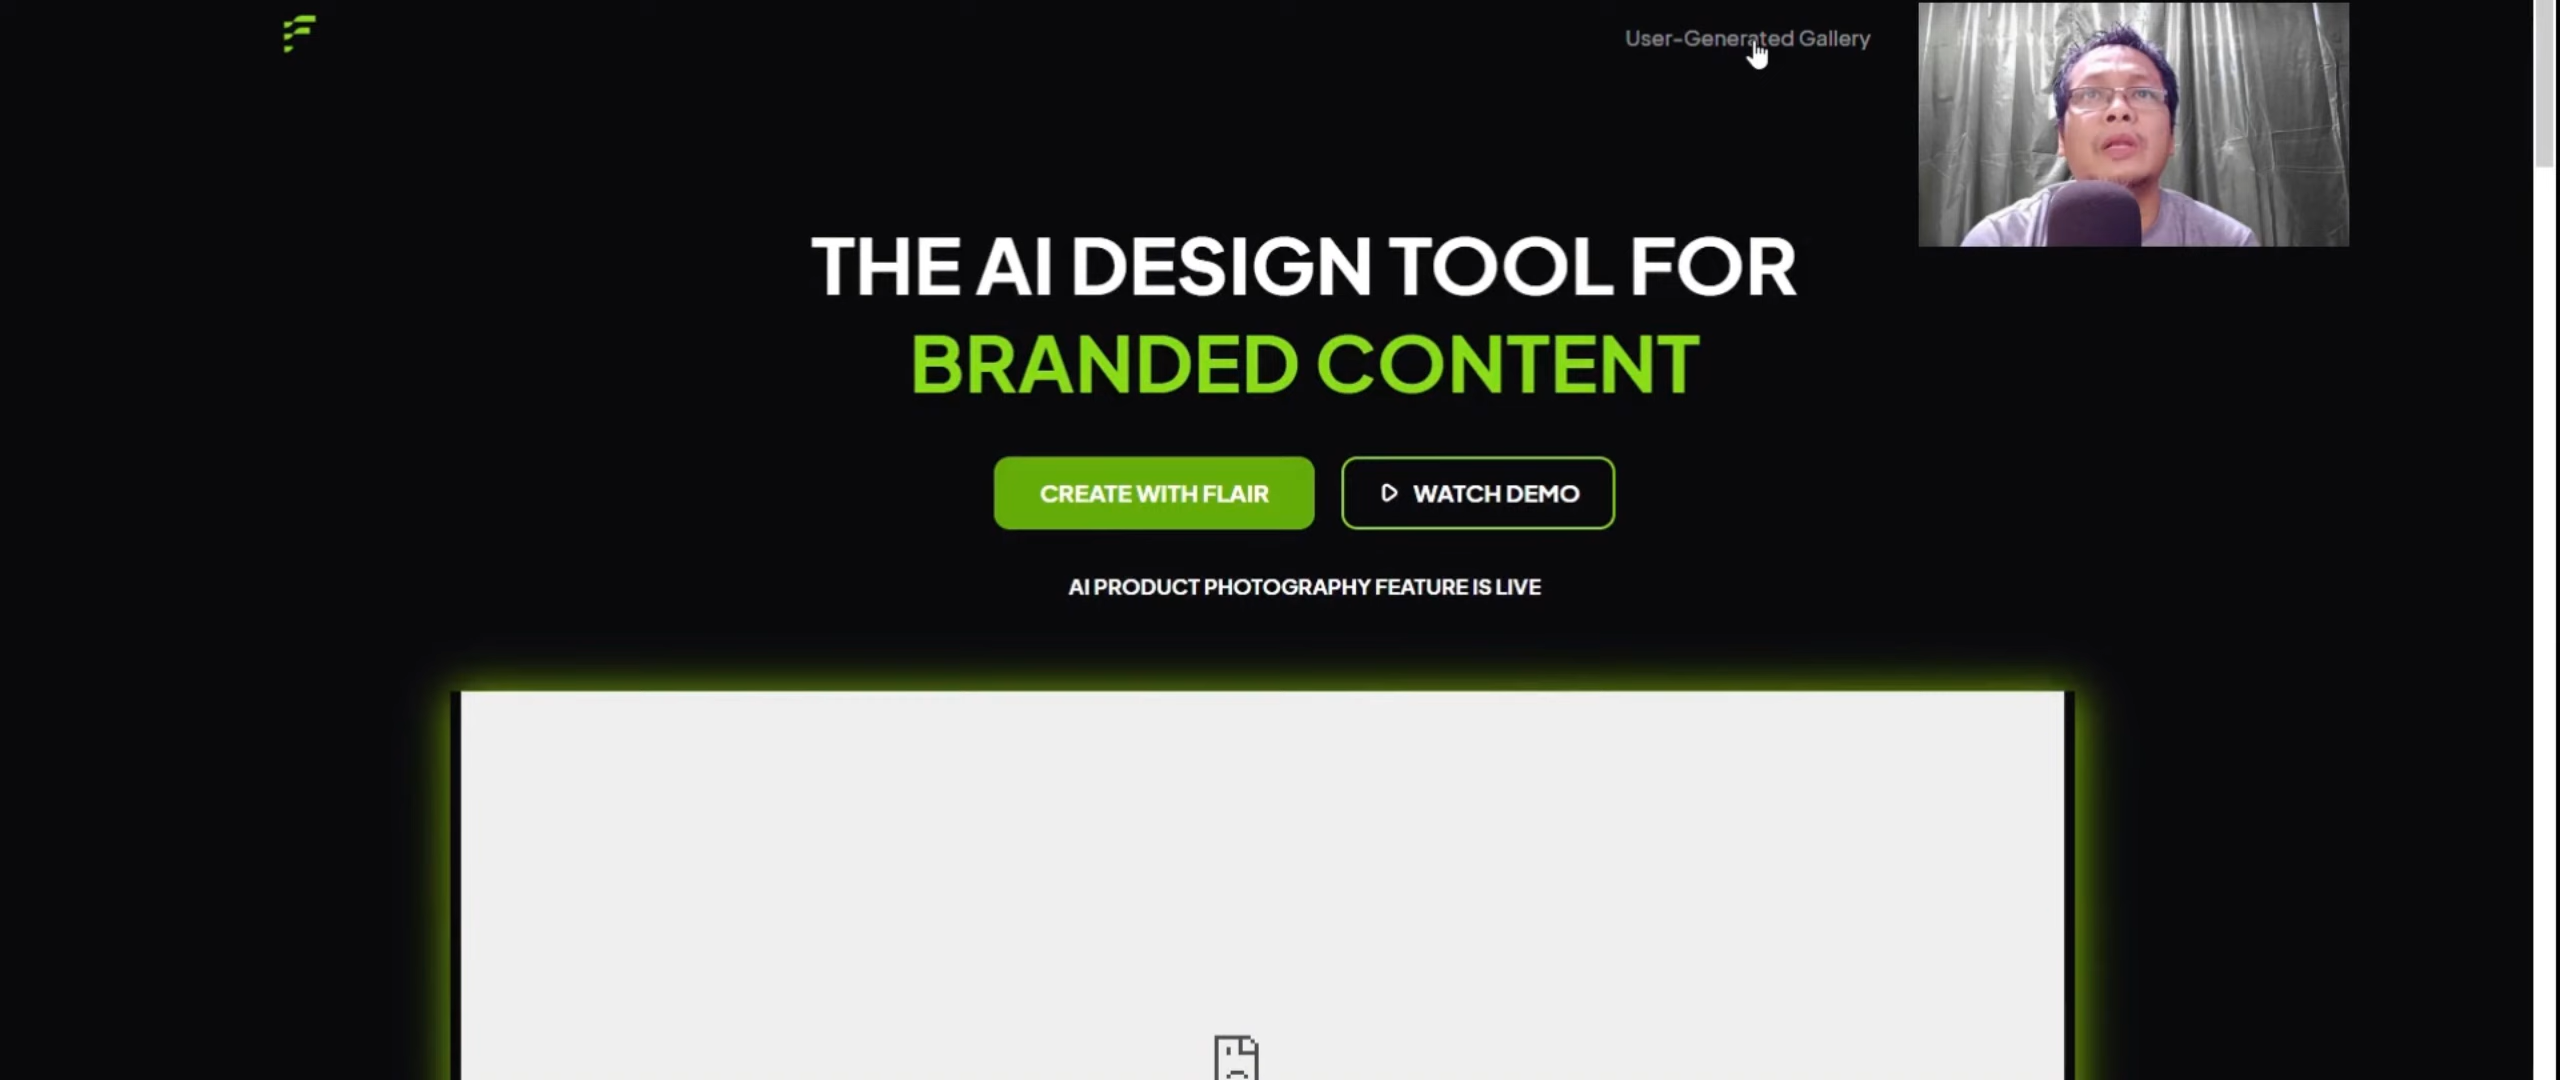 User-Generated Gallery
THE AI DESIGN TOOL FOR
BRANDED CONTENT
CREATE WITH FLAIR
WATCH DEMO
AI PRODUCT PHOTOGRAPHY FEATURE IS LIVE